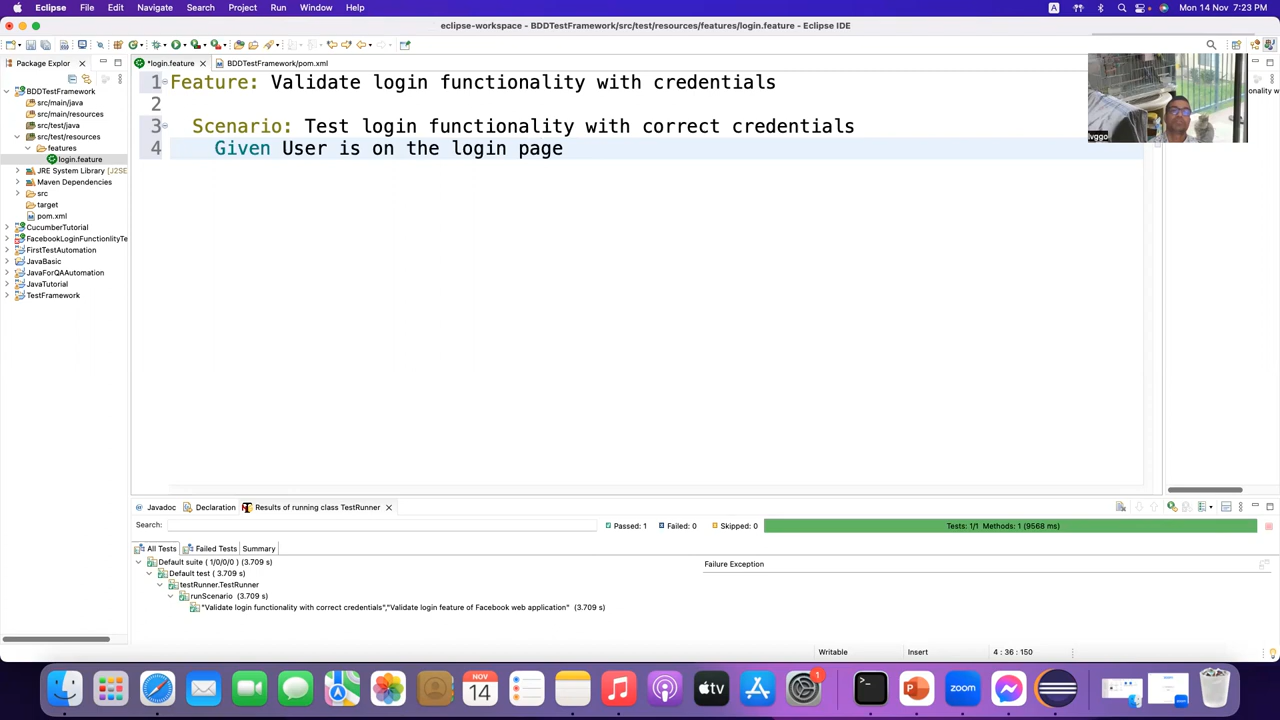 Eclipse File Edit Navigate Search Project Run Window Help
A Mon 14 Nov 7:23 PM
eclipse-workspace - BDDTestFramework/src/test/resources/features/login.feature - Eclipse IDE
Package Explor
*login.feature
BDDTestFramework/pom.xml
BDDTestFramework
src/main/java
src/main/resources
src/test/java
src/test/resources
features
login.feature
JRE System Library [J2SE
Maven Dependencies
src
target
pom.xml
CucumberTutorial
FacebookLoginFunctionlityTe
FirstTestAutomation
JavaBasic
JavaForQAAutomation
JavaTutorial
TestFramework
1 Feature: Validate login functionality with credentials
2
3 Scenario: Test login functionality with correct credentials
4 Given User is on the login page
ivggo
onality w
@ Javadoc Declaration Results of running class TestRunner
Search:
Passed: 1 Failed: 0 Skipped: 0
Tests: 1/1 Methods: 1 (9568 ms)
All Tests Failed Tests Summary
Default suite ( 1/0/0/0 ) (3.709 s)
Default test ( 3.709 s)
testRunner.TestRunner
runScenario (3.709 s)
"Validate login functionality with correct credentials","Validate login feature of Facebook web application" (3.709 s)
Failure Exception
Writable Insert 4 : 36 : 150
NOV
14
tv
1
zoom